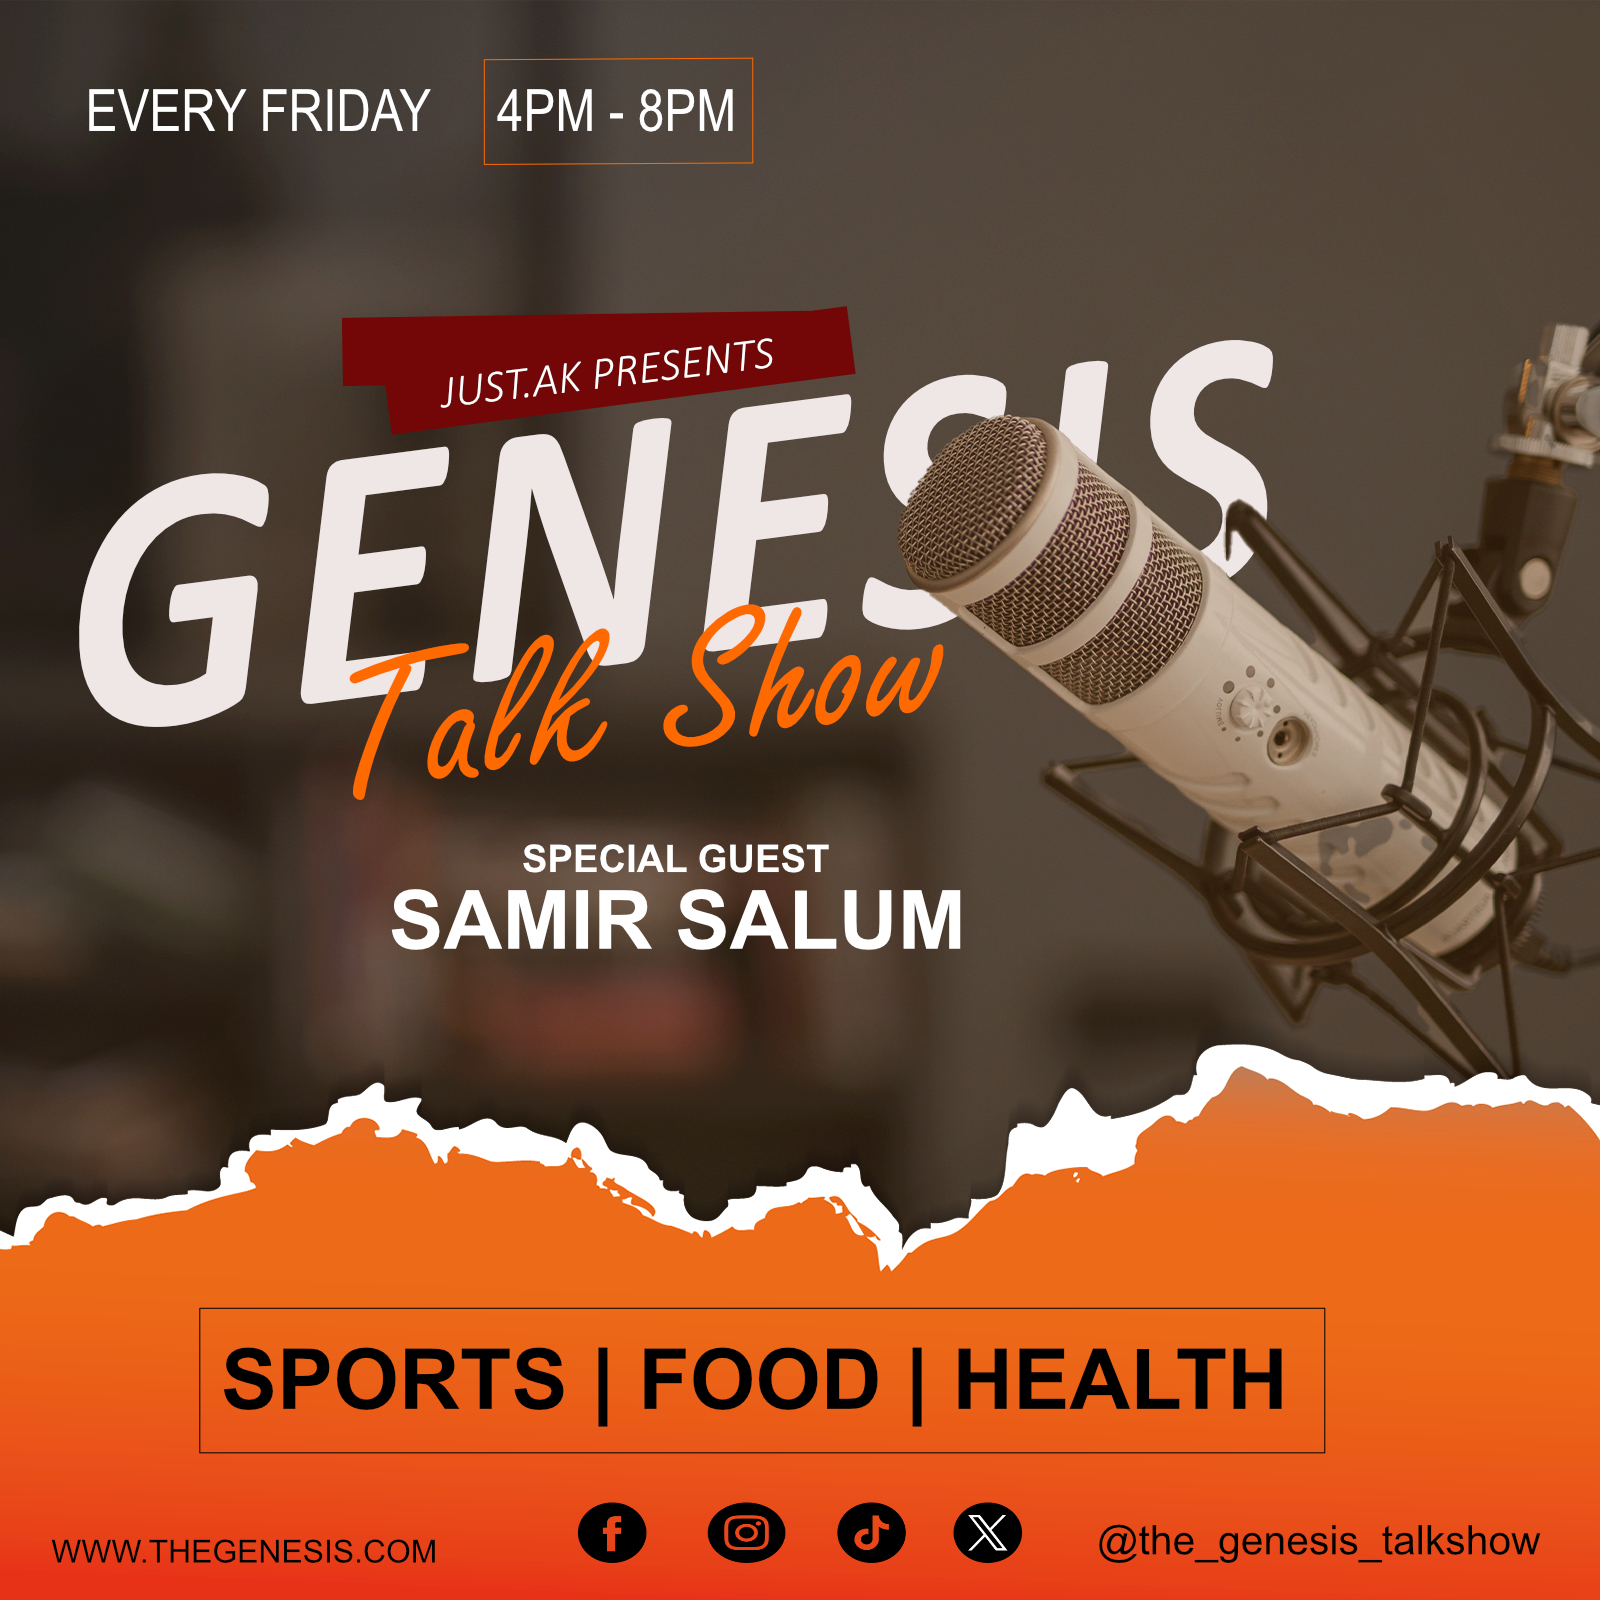 EVERY FRIDAY 4PM - 8PM
JUST.AK PRESENTS
GENESIS
Talk Show
SPECIAL GUEST
SAMIR SALUM
SPORTS | FOOD | HEALTH
WWW.THEGENESIS.COM @the_genesis_talkshow